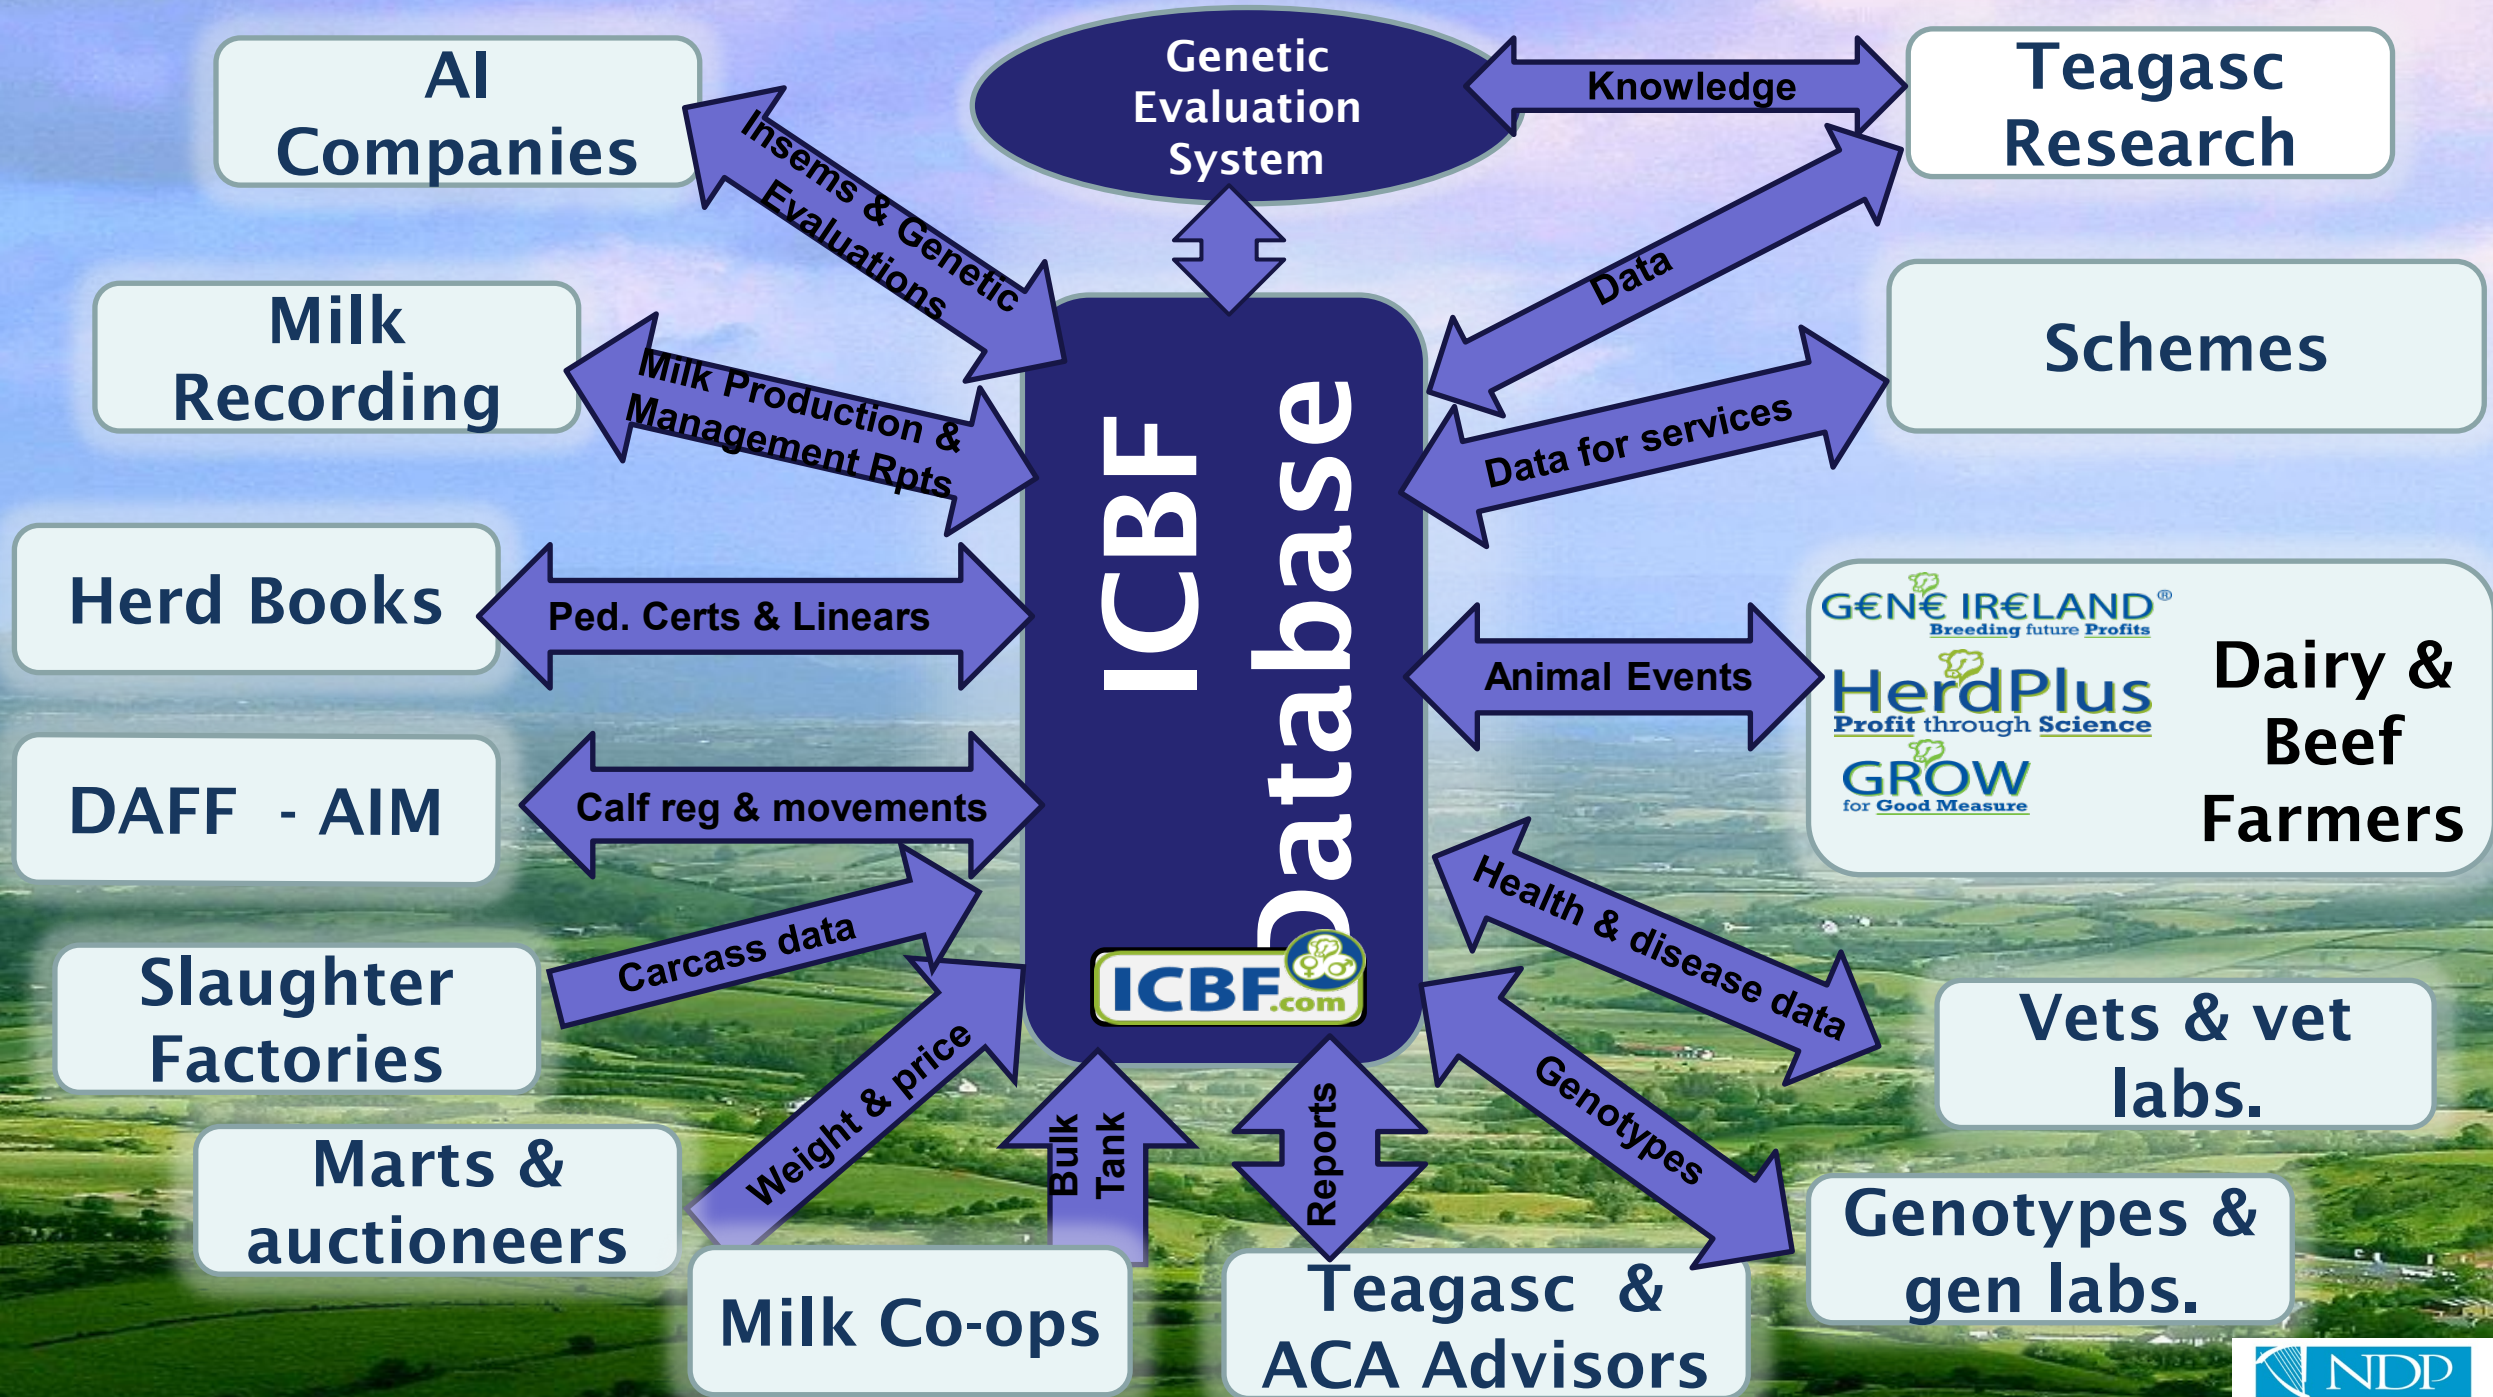 AI
Companies
Genetic
Evaluation
System
Knowledge
Teagasc
Research
Insems & Genetic
Evaluations
Data
Milk
Recording
Milk Production &
Management Rpts
Schemes
Data for services
ICBF
Database
Herd Books
Ped. Certs & Linears
GENE IRELAND®
Breeding future Profits
HerdPlus
Profit through Science
GROW
for Good Measure
Dairy &
Beef
Farmers
Animal Events
DAFF - AIM
Calf reg & movements
Slaughter
Factories
Carcass data
ICBF.com
Health & disease data
Vets & vet
labs.
Marts &
auctioneers
Weight & price
Bulk
Tank
Reports
Genotypes
Genotypes &
gen labs.
Milk Co-ops
Teagasc &
ACA Advisors
NDP